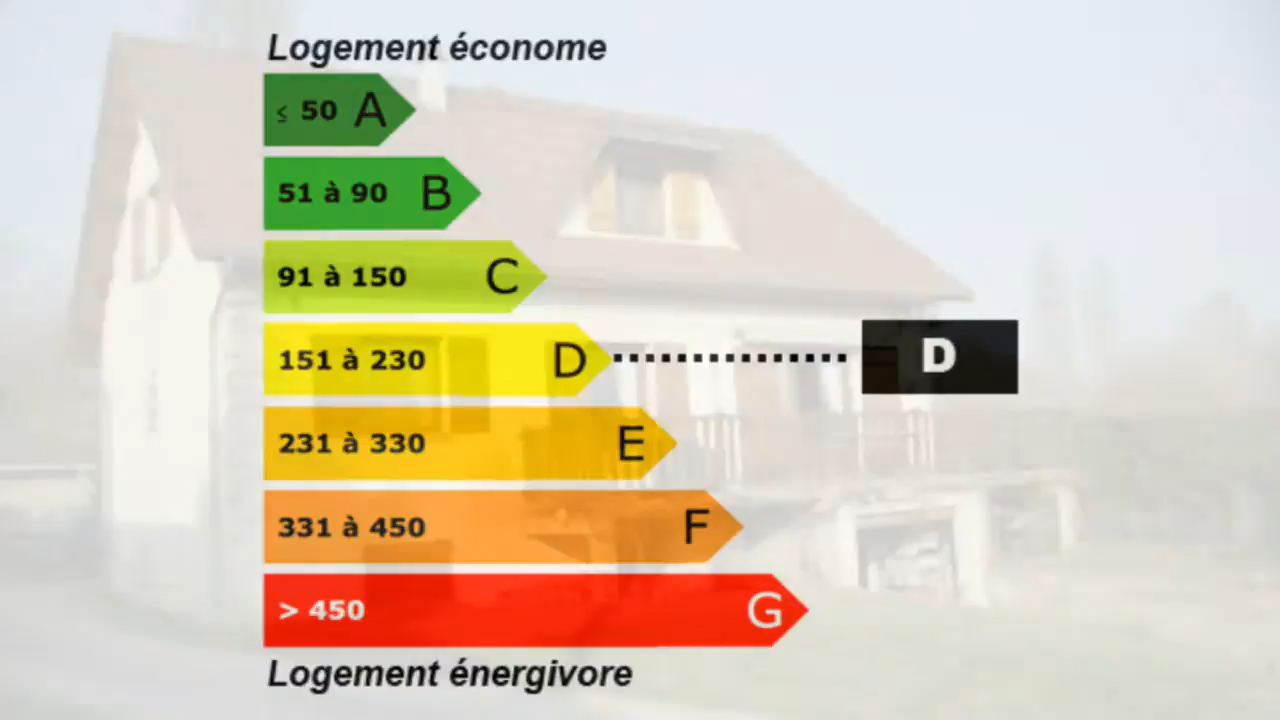 Logement économe
≤ 50 A
51 à 90 B
91 à 150 C
151 à 230 D
D
231 à 330 E
331 à 450 F
> 450 G
Logement énergivore